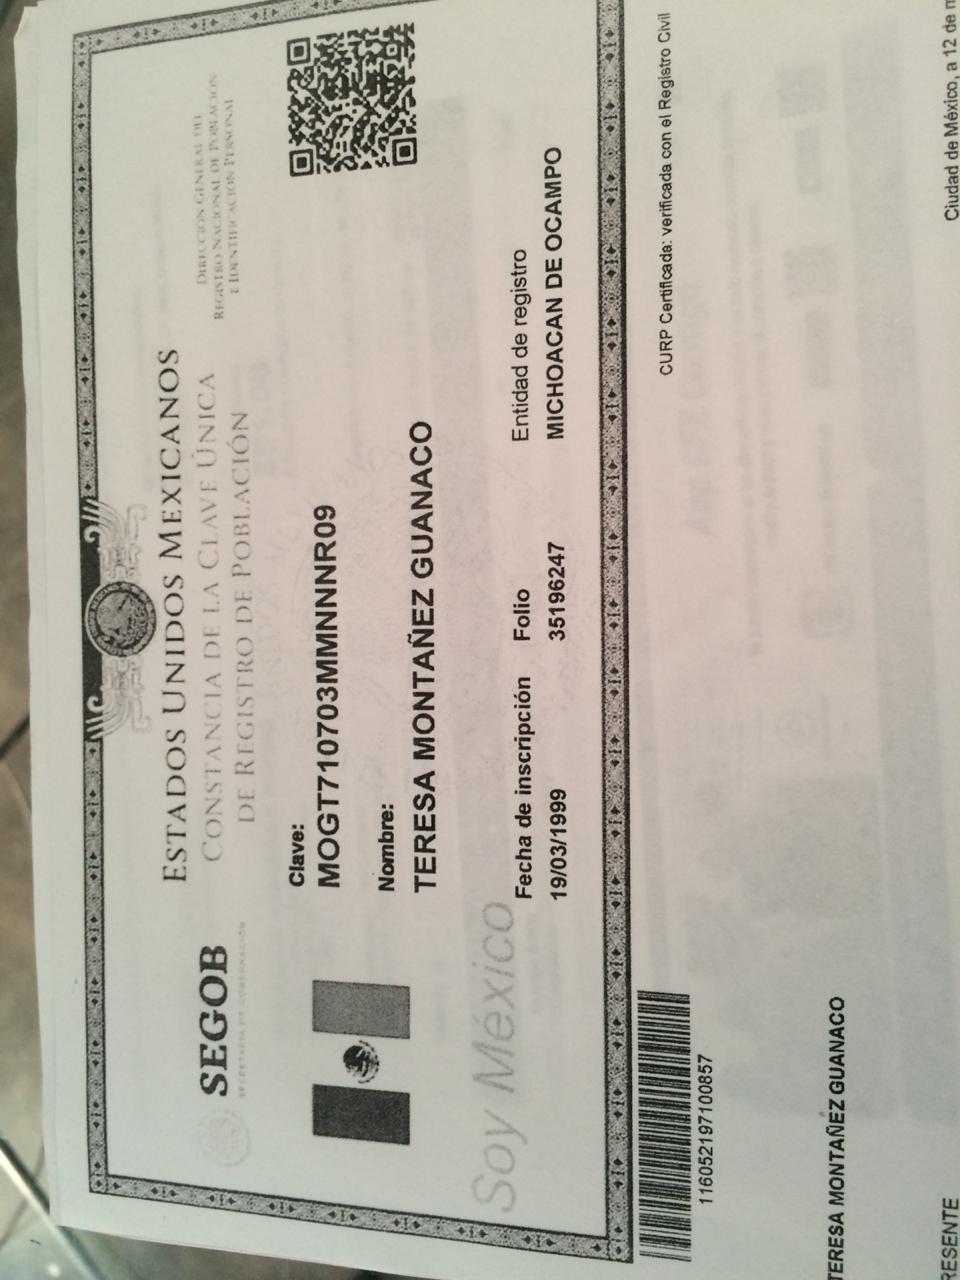 ESTADOS UNIDOS MEXICANOS
CONSTANCIA DE LA CLAVE ÚNICA
DE REGISTRO DE POBLACIÓN
SEGOB
SECRETARÍA DE GOBERNACIÓN
DIRECCIÓN GENERAL DEL
REGISTRO NACIONAL DE POBLACIÓN
E IDENTIFICACIÓN PERSONAL
Clave:
MOGT710703MMNNNR09
Nombre:
TERESA MONTAÑEZ GUANACO
Soy México
Fecha de inscripción Folio Entidad de registro
19/03/1999 35196247 MICHOACAN DE OCAMPO
116052197100857
CURP Certificada: verificada con el Registro Civil
TERESA MONTAÑEZ GUANACO
Ciudad de México, a 12 de
RESENTE